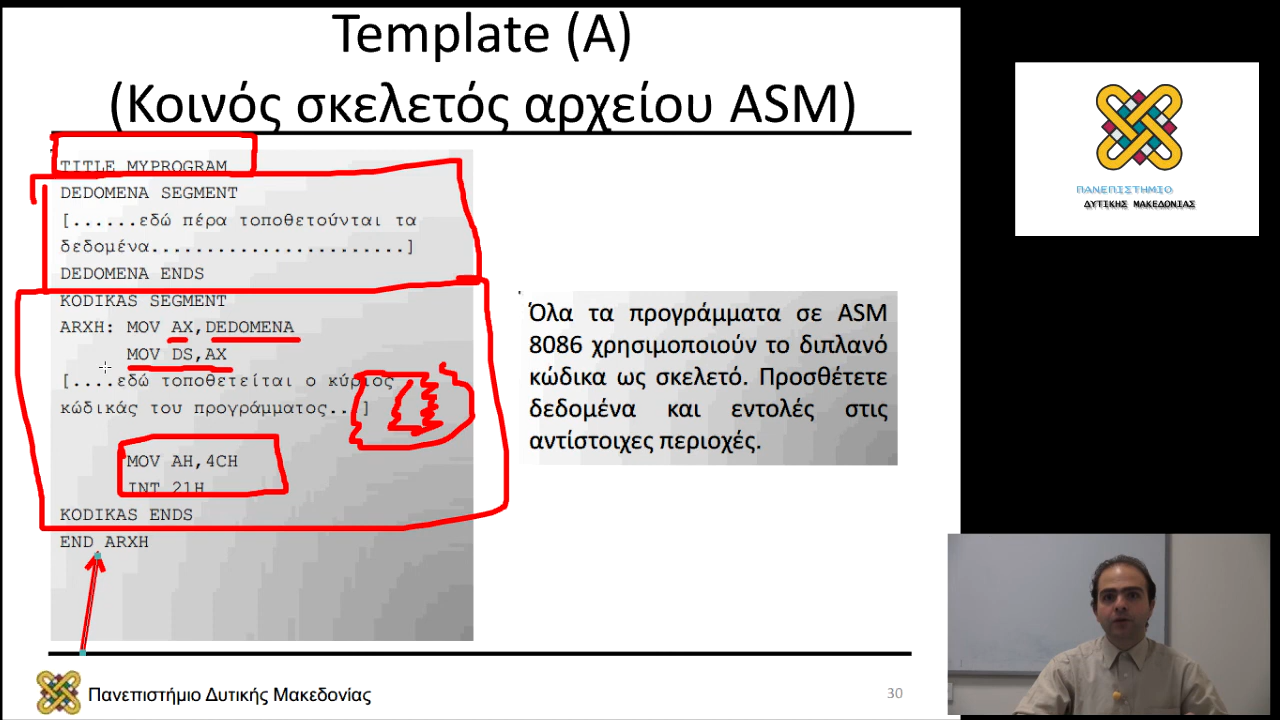 Template (A)
(Κοινός σκελετός αρχείου ASM)
TITLE MYPROGRAM
DEDOMENA SEGMENT
[......εδώ πέρα τοποθετούνται τα
δεδομένα.......................]
DEDOMENA ENDS
KODIKAS SEGMENT
ARXH: MOV AX,DEDOMENA
MOV DS,AX
[....εδώ τοποθετείται ο κύριος
κώδικάς του προγράμματος...]
MOV AH,4CH
INT 21H
KODIKAS ENDS
END ARXH
Όλα τα προγράμματα σε ASM
8086 χρησιμοποιούν το διπλανό
κώδικα ως σκελετό. Προσθέτετε
δεδομένα και εντολές στις
αντίστοιχες περιοχές.
Πανεπιστήμιο Δυτικής Μακεδονίας
30
ΠΑΝΕΠΙΣΤΗΜΙΟ
ΔΥΤΙΚΗΣ ΜΑΚΕΔΟΝΙΑΣ